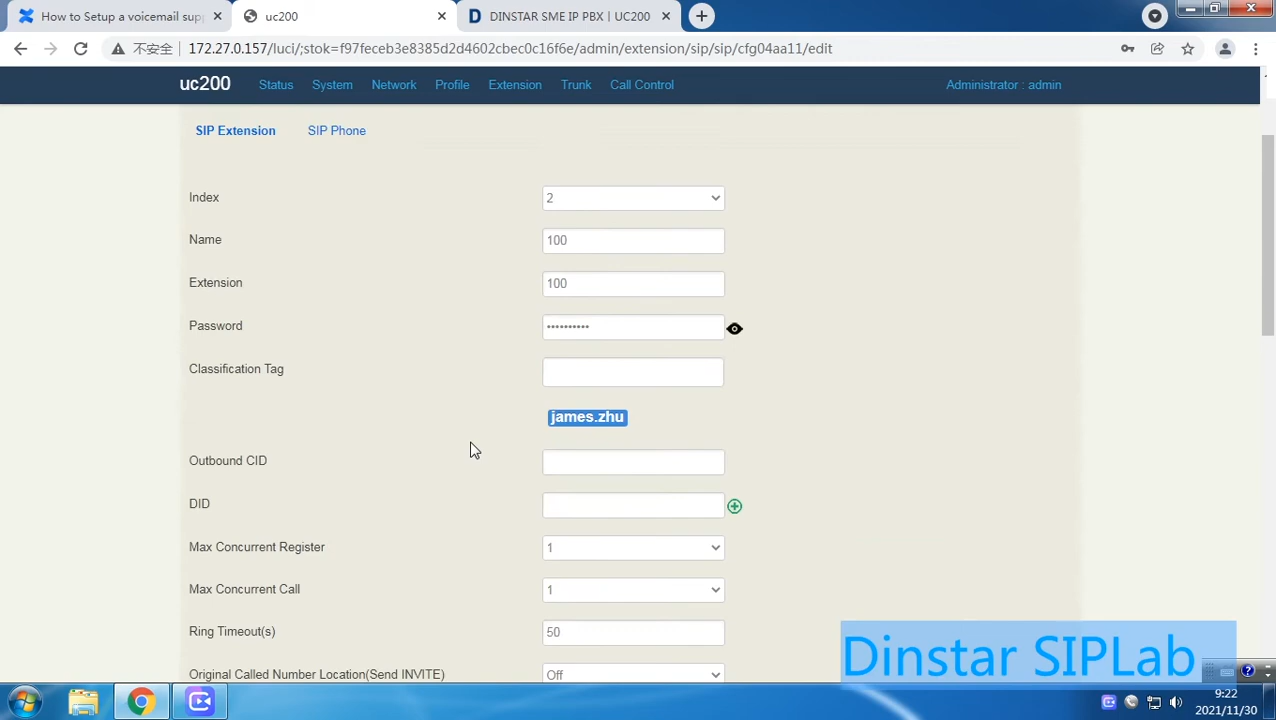 How to Setup a voicemail sup
uc200
DINSTAR SME IP PBX | UC200
不安全
172.27.0.157/luci/;stok=f97feceb3e8385d2d4602cbec0c16f6e/admin/extension/sip/sip/cfg04aa11/edit
uc200 Status System Network Profile Extension Trunk Call Control Administrator : admin
SIP Extension SIP Phone
Index 2
Name 100
Extension 100
Password ••••••••••
Classification Tag
james.zhu
Outbound CID
DID
Max Concurrent Register 1
Max Concurrent Call 1
Ring Timeout(s) 50
Original Called Number Location(Send INVITE) Off
Dinstar SIPLab
9:22
2021/11/30